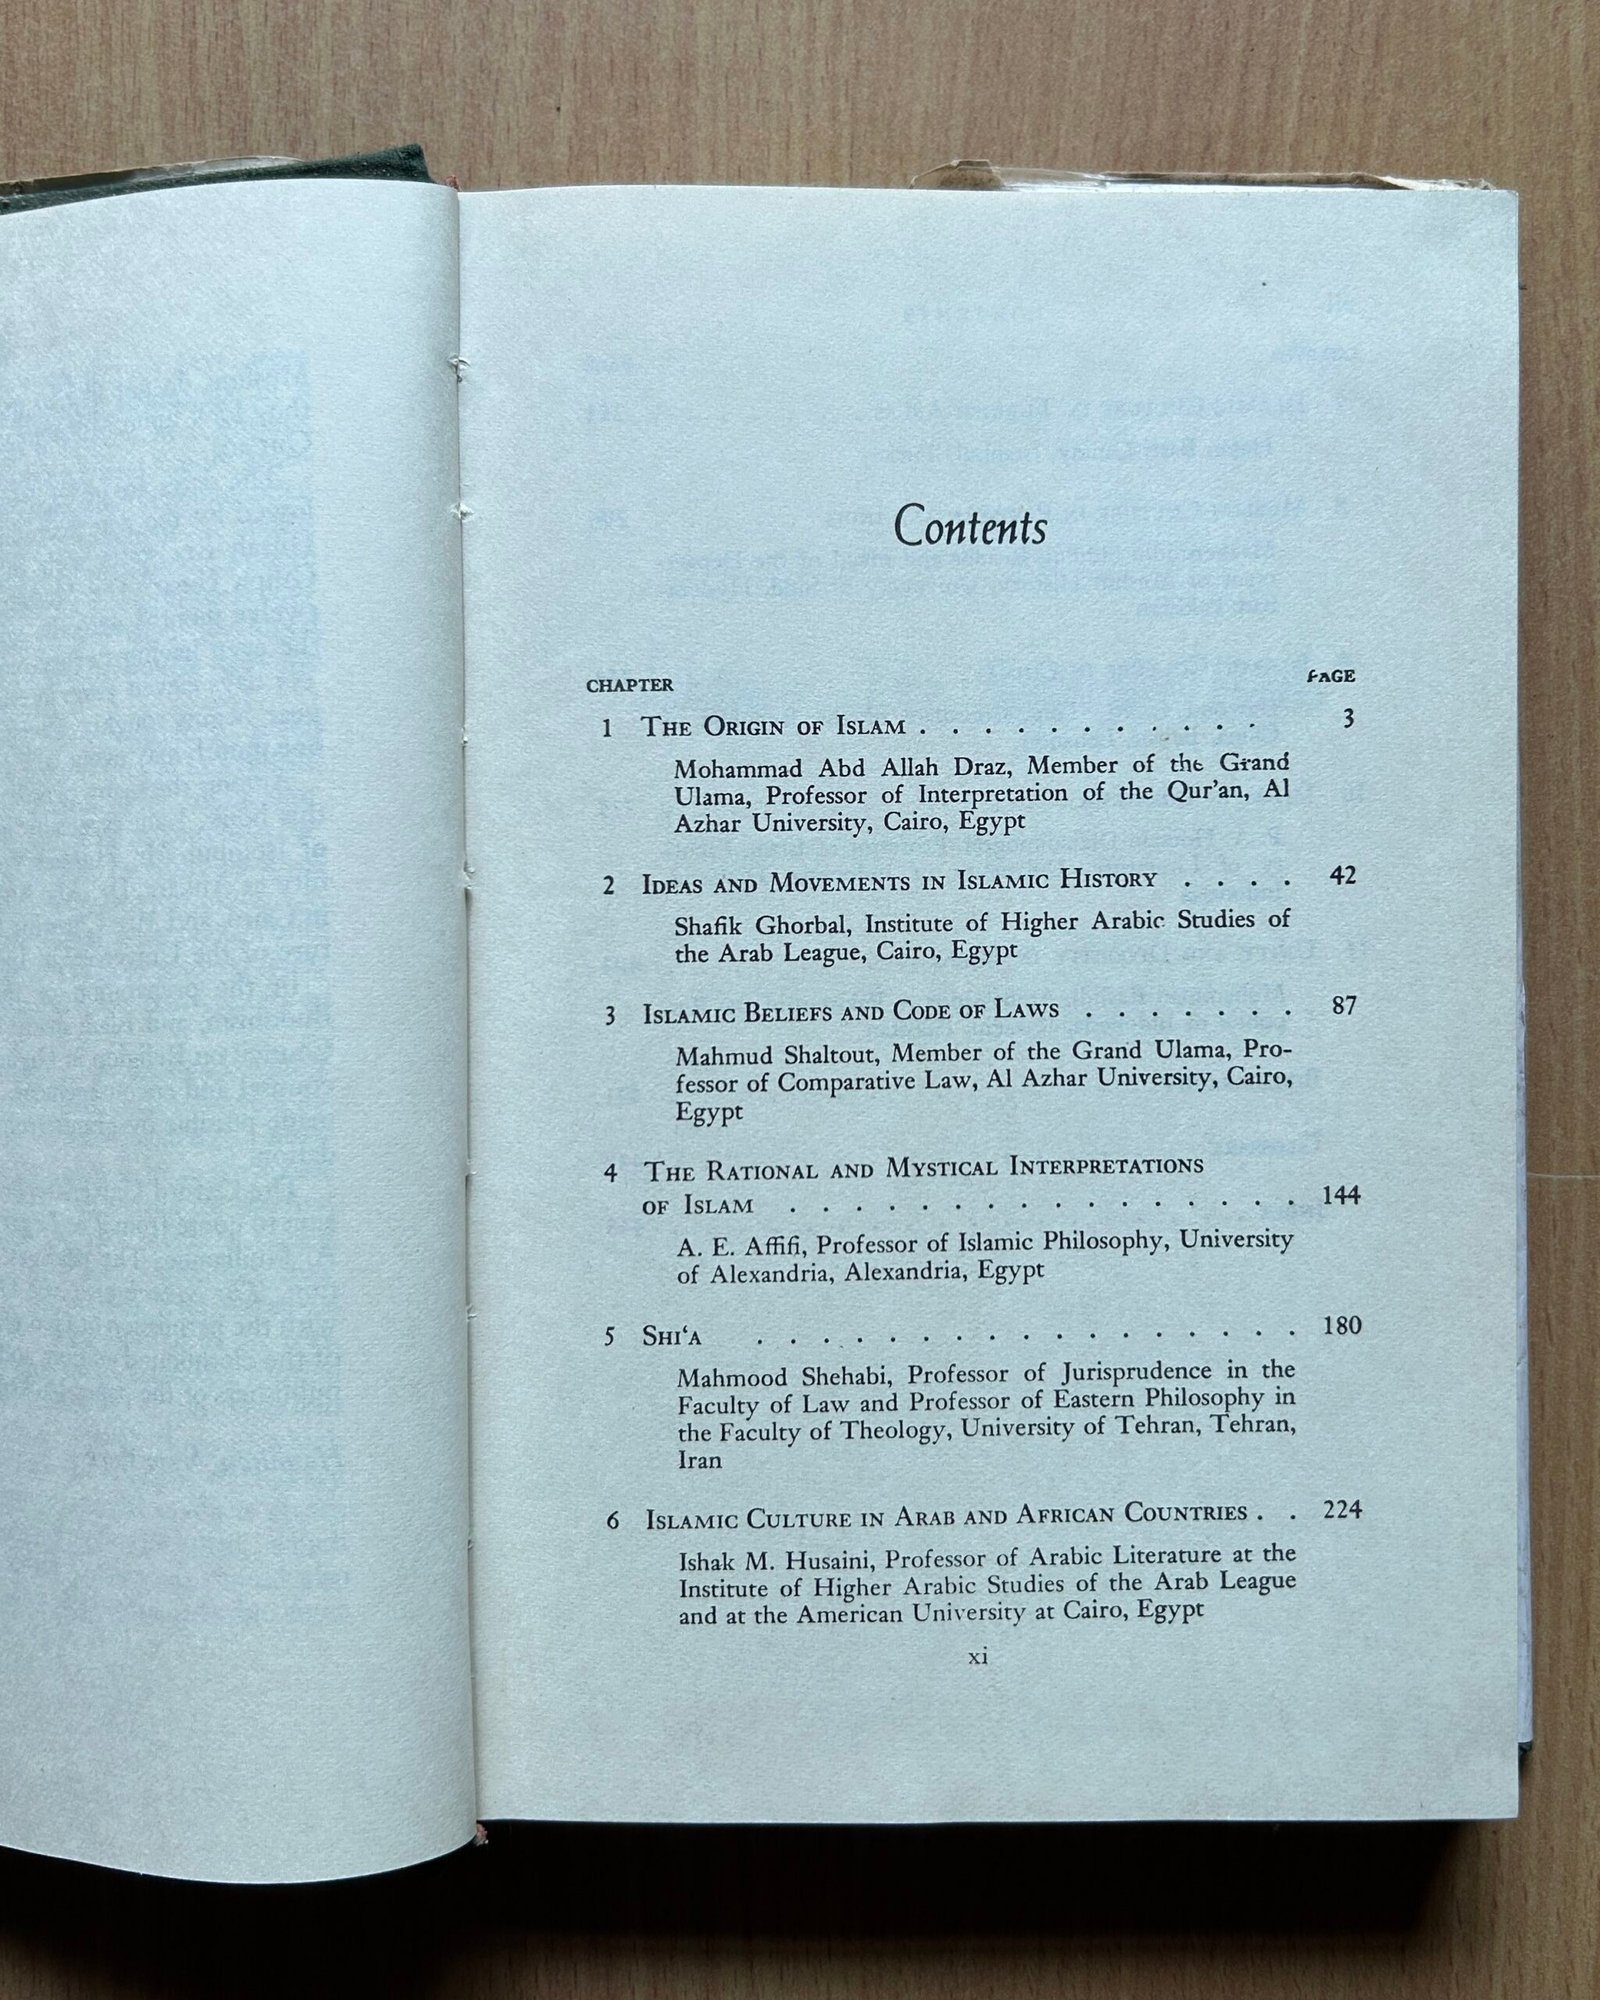 Contents
CHAPTER PAGE
1 THE ORIGIN OF ISLAM . . . . . . . . . . . 3
Mohammad Abd Allah Draz, Member of the Grand
Ulama, Professor of Interpretation of the Qur'an, Al
Azhar University, Cairo, Egypt
2 IDEAS AND MOVEMENTS IN ISLAMIC HISTORY . . . . 42
Shafik Ghorbal, Institute of Higher Arabic Studies of
the Arab League, Cairo, Egypt
3 ISLAMIC BELIEFS AND CODE OF LAWS . . . . . . . 87
Mahmud Shaltout, Member of the Grand Ulama, Pro-
fessor of Comparative Law, Al Azhar University, Cairo,
Egypt
4 THE RATIONAL AND MYSTICAL INTERPRETATIONS
OF ISLAM . . . . . . . . . . . . . . . . 144
A. E. Affifi, Professor of Islamic Philosophy, University
of Alexandria, Alexandria, Egypt
5 SHI‘A . . . . . . . . . . . . . . . . . 180
Mahmood Shehabi, Professor of Jurisprudence in the
Faculty of Law and Professor of Eastern Philosophy in
the Faculty of Theology, University of Tehran, Tehran,
Iran
6 ISLAMIC CULTURE IN ARAB AND AFRICAN COUNTRIES . . 224
Ishak M. Husaini, Professor of Arabic Literature at the
Institute of Higher Arabic Studies of the Arab League
and at the American University at Cairo, Egypt
xi